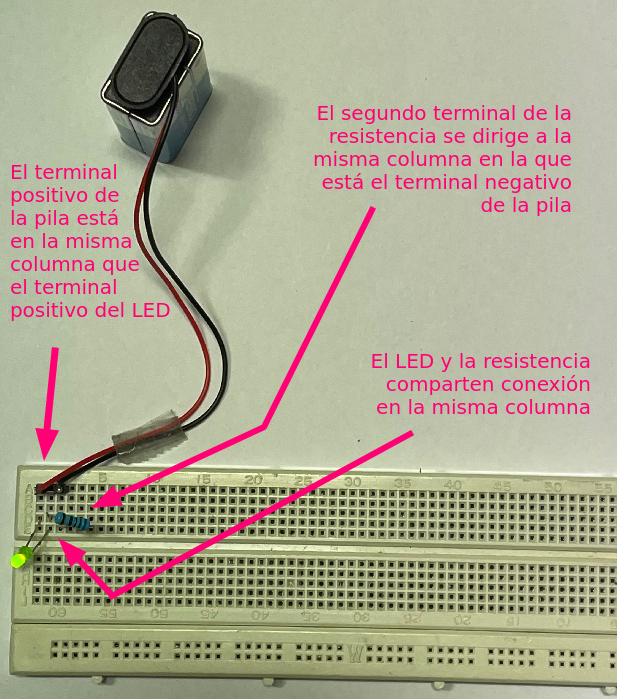 El segundo terminal de la
resistencia se dirige a la
misma columna en la que
está el terminal negativo
de la pila
El terminal
positivo de
la pila está
en la misma
columna que
el terminal
positivo del LED
El LED y la resistencia
comparten conexión
en la misma columna
5 10 15 20 25 30 35 40 45 50 55
60 55 50 45 40 35 30 25 20 15 10 5